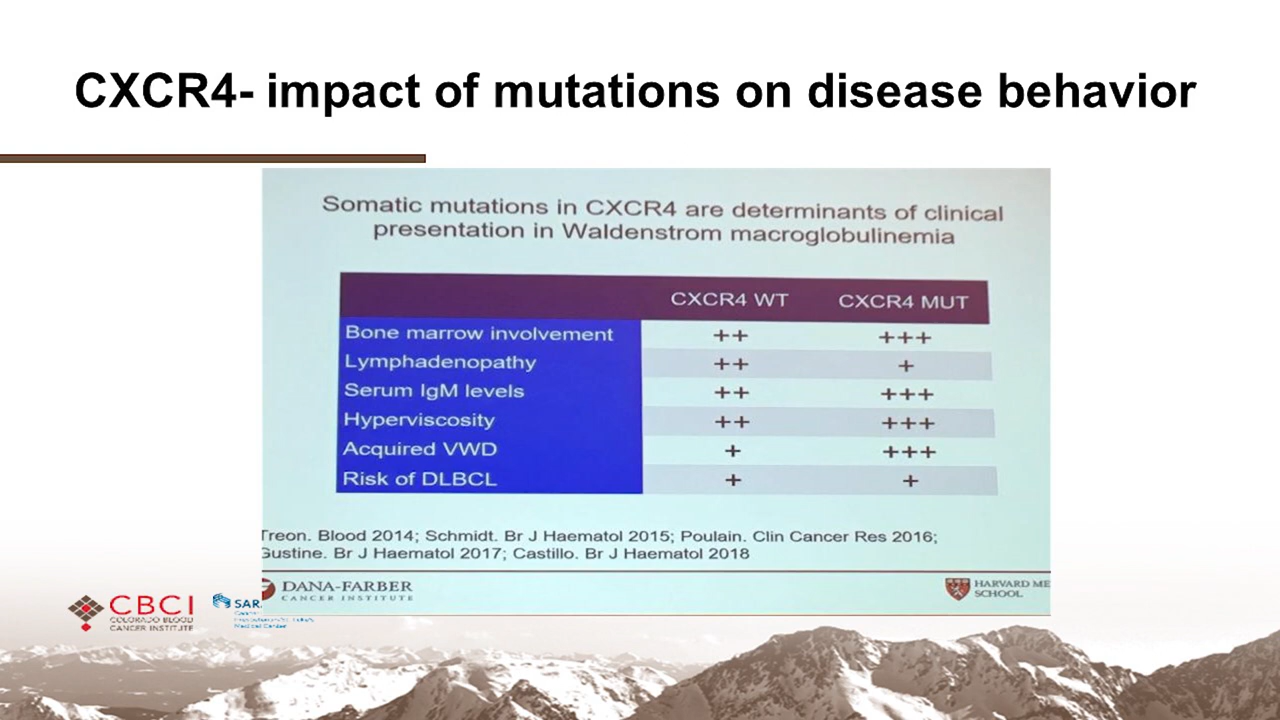 CXCR4- impact of mutations on disease behavior
Somatic mutations in CXCR4 are determinants of clinical
presentation in Waldenstrom macroglobulinemia
CXCR4 WT CXCR4 MUT
Bone marrow involvement ++ +++
Lymphadenopathy ++ +
Serum IgM levels ++ +++
Hyperviscosity ++ +++
Acquired VWD + +++
Risk of DLBCL + +
Treon. Blood 2014; Schmidt. Br J Haematol 2015; Poulain. Clin Cancer Res 2016;
Gustine. Br J Haematol 2017; Castillo. Br J Haematol 2018
DANA-FARBER
CANCER INSTITUTE
HARVARD ME
SCHOOL
CBCI
COLORADO BLOOD
CANCER INSTITUTE
SAR
Medical Center